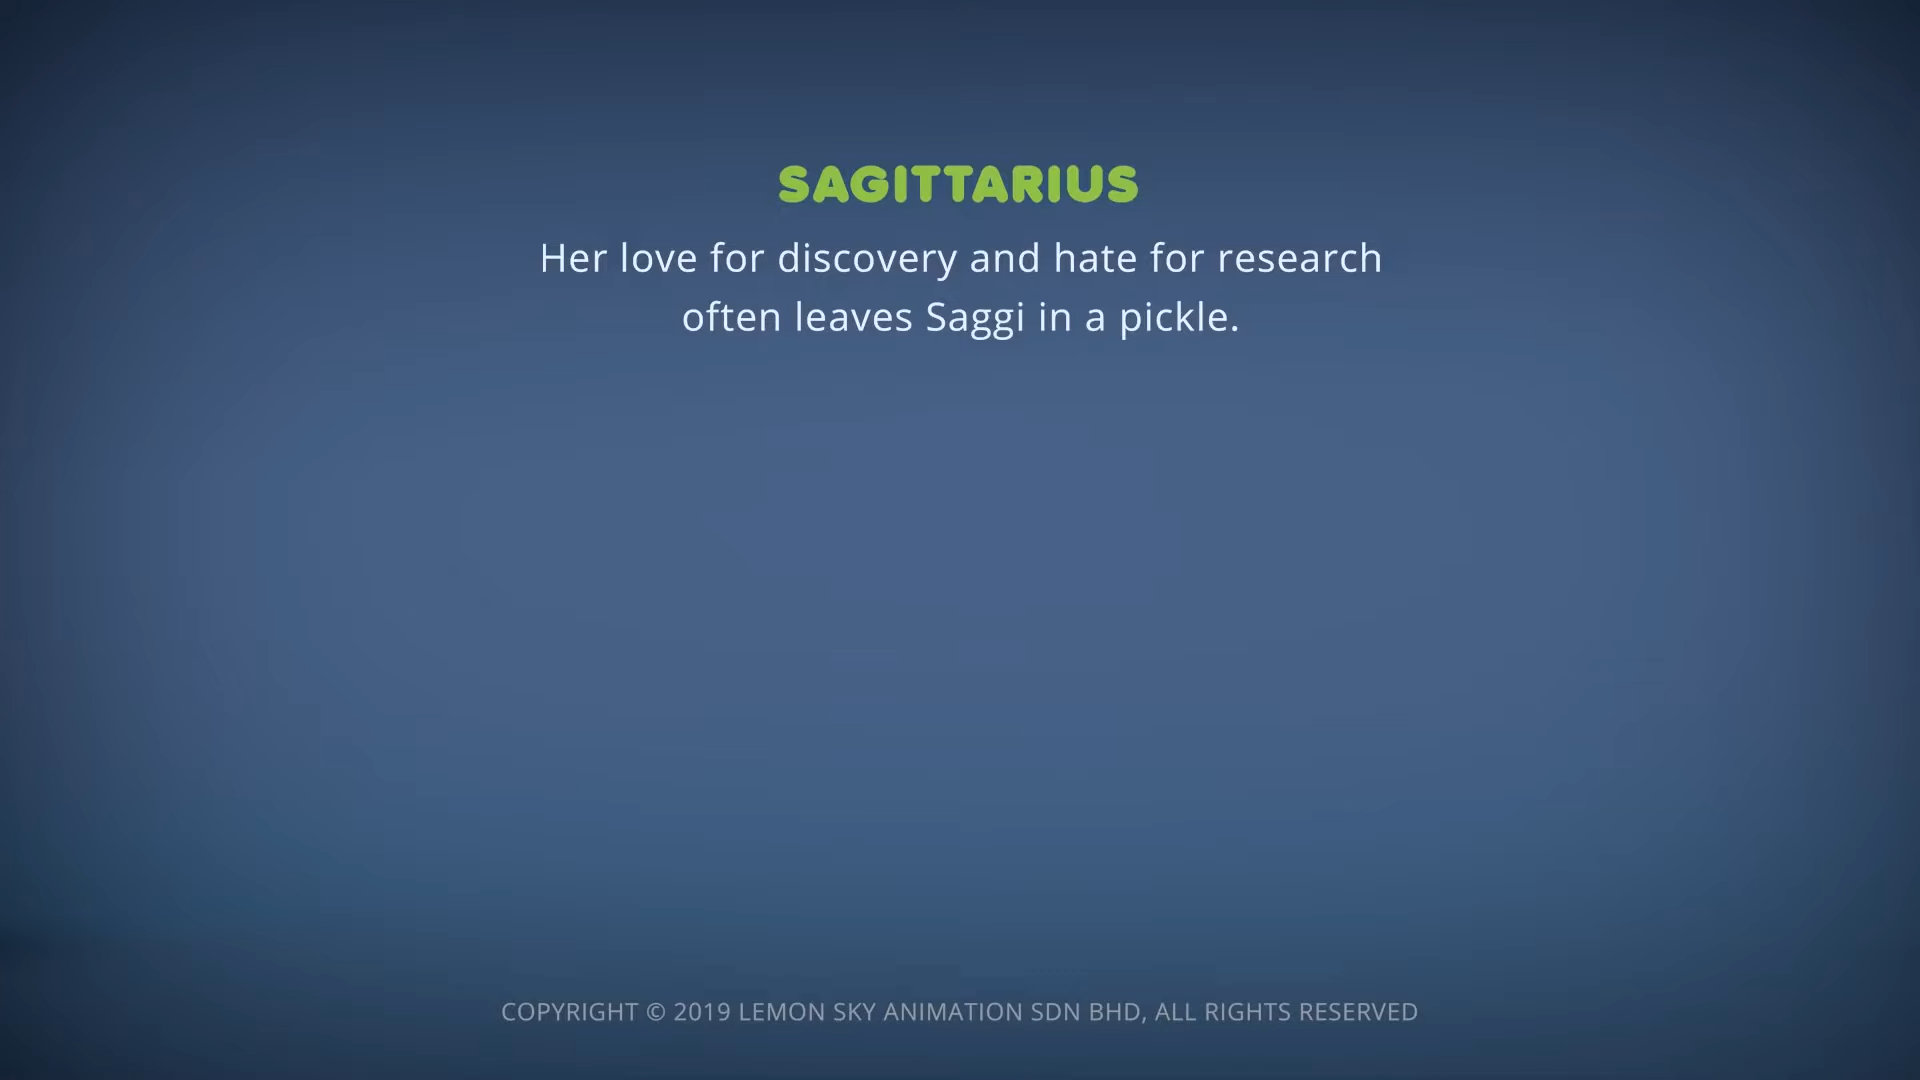 SAGITTARIUS
Her love for discovery and hate for research
often leaves Saggi in a pickle.
COPYRIGHT © 2019 LEMON SKY ANIMATION SDN BHD, ALL RIGHTS RESERVED